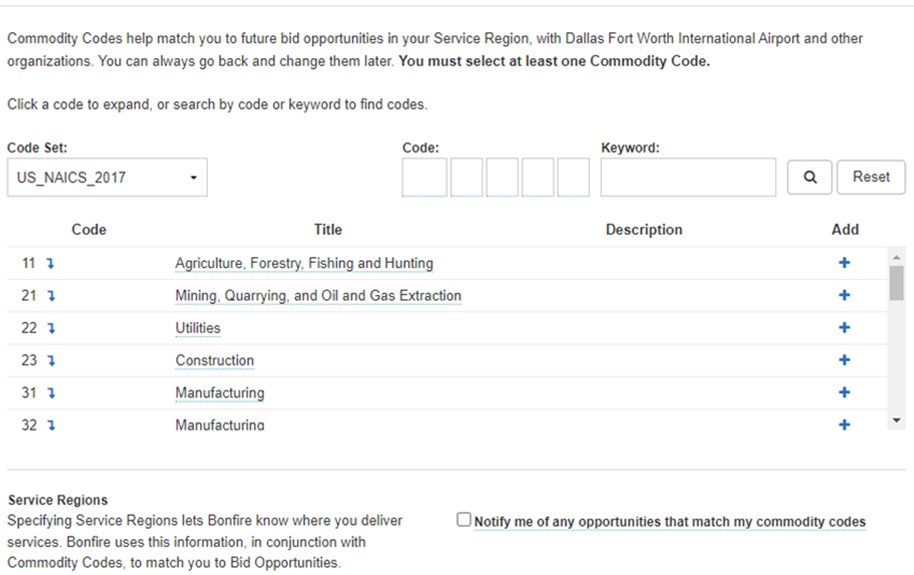 Commodity Codes help match you to future bid opportunities in your Service Region, with Dallas Fort Worth International Airport and other
organizations. You can always go back and change them later. You must select at least one Commodity Code.
Click a code to expand, or search by code or keyword to find codes.
Code Set: Code: Keyword:
US_NAICS_2017 Reset
Code Title Description Add
11 Agriculture, Forestry, Fishing and Hunting
21 Mining, Quarrying, and Oil and Gas Extraction
22 Utilities
23 Construction
31 Manufacturing
32 Manufacturing
Service Regions
Specifying Service Regions lets Bonfire know where you deliver
services. Bonfire uses this information, in conjunction with
Commodity Codes, to match you to Bid Opportunities.
Notify me of any opportunities that match my commodity codes